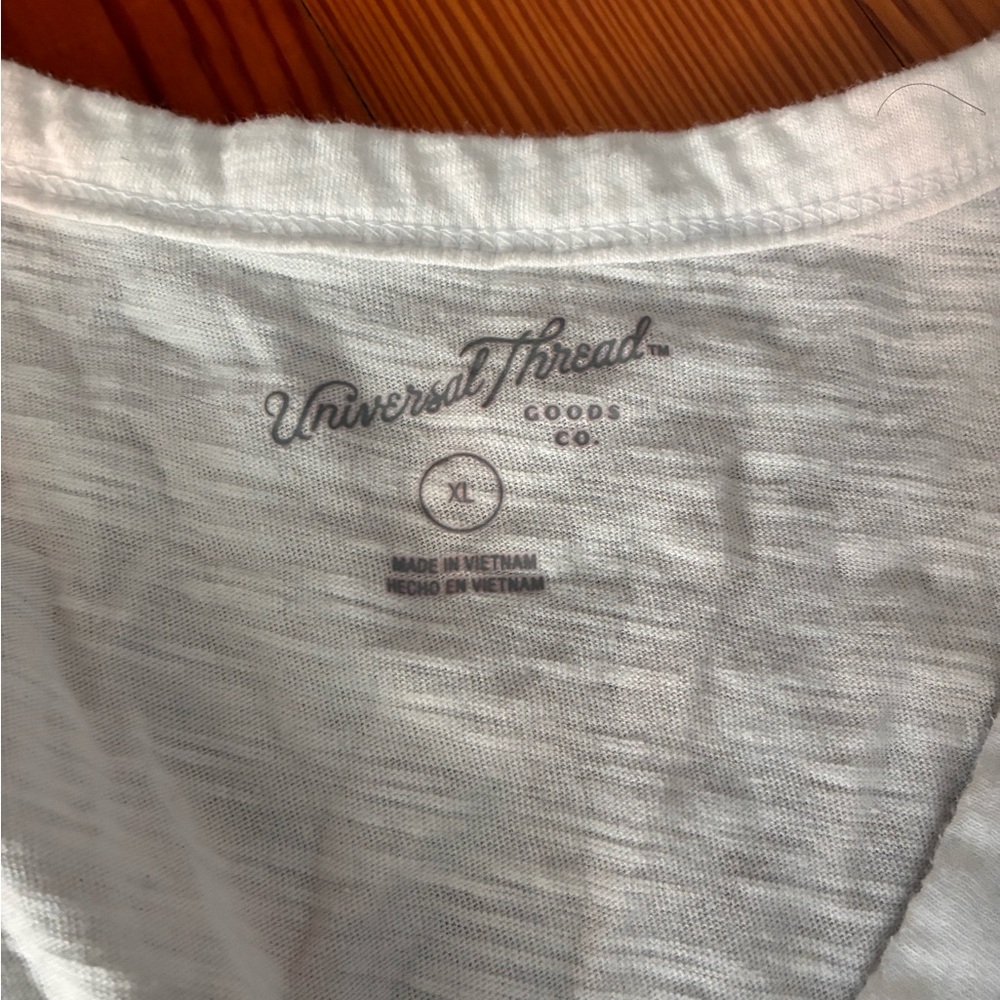 Universal Thread™
GOODS
CO.
XL
MADE IN VIETNAM
HECHO EN VIETNAM